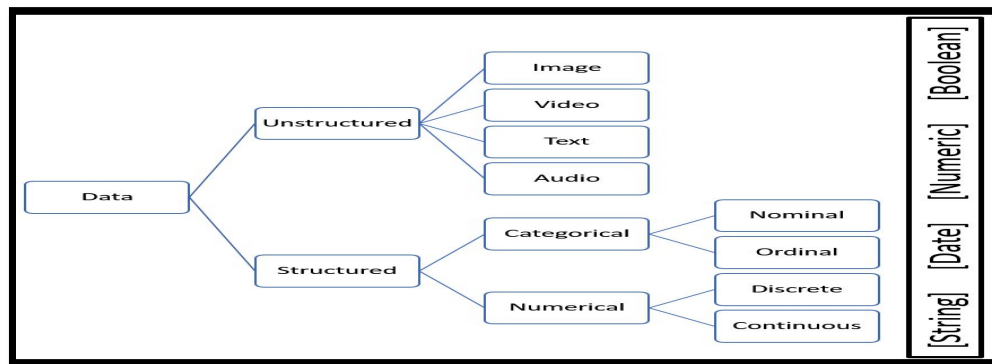 Data
Unstructured
Image
Video
Text
Audio
Structured
Categorical
Nominal
Ordinal
Numerical
Discrete
Continuous
[String] [Date] [Numeric] [Boolean]